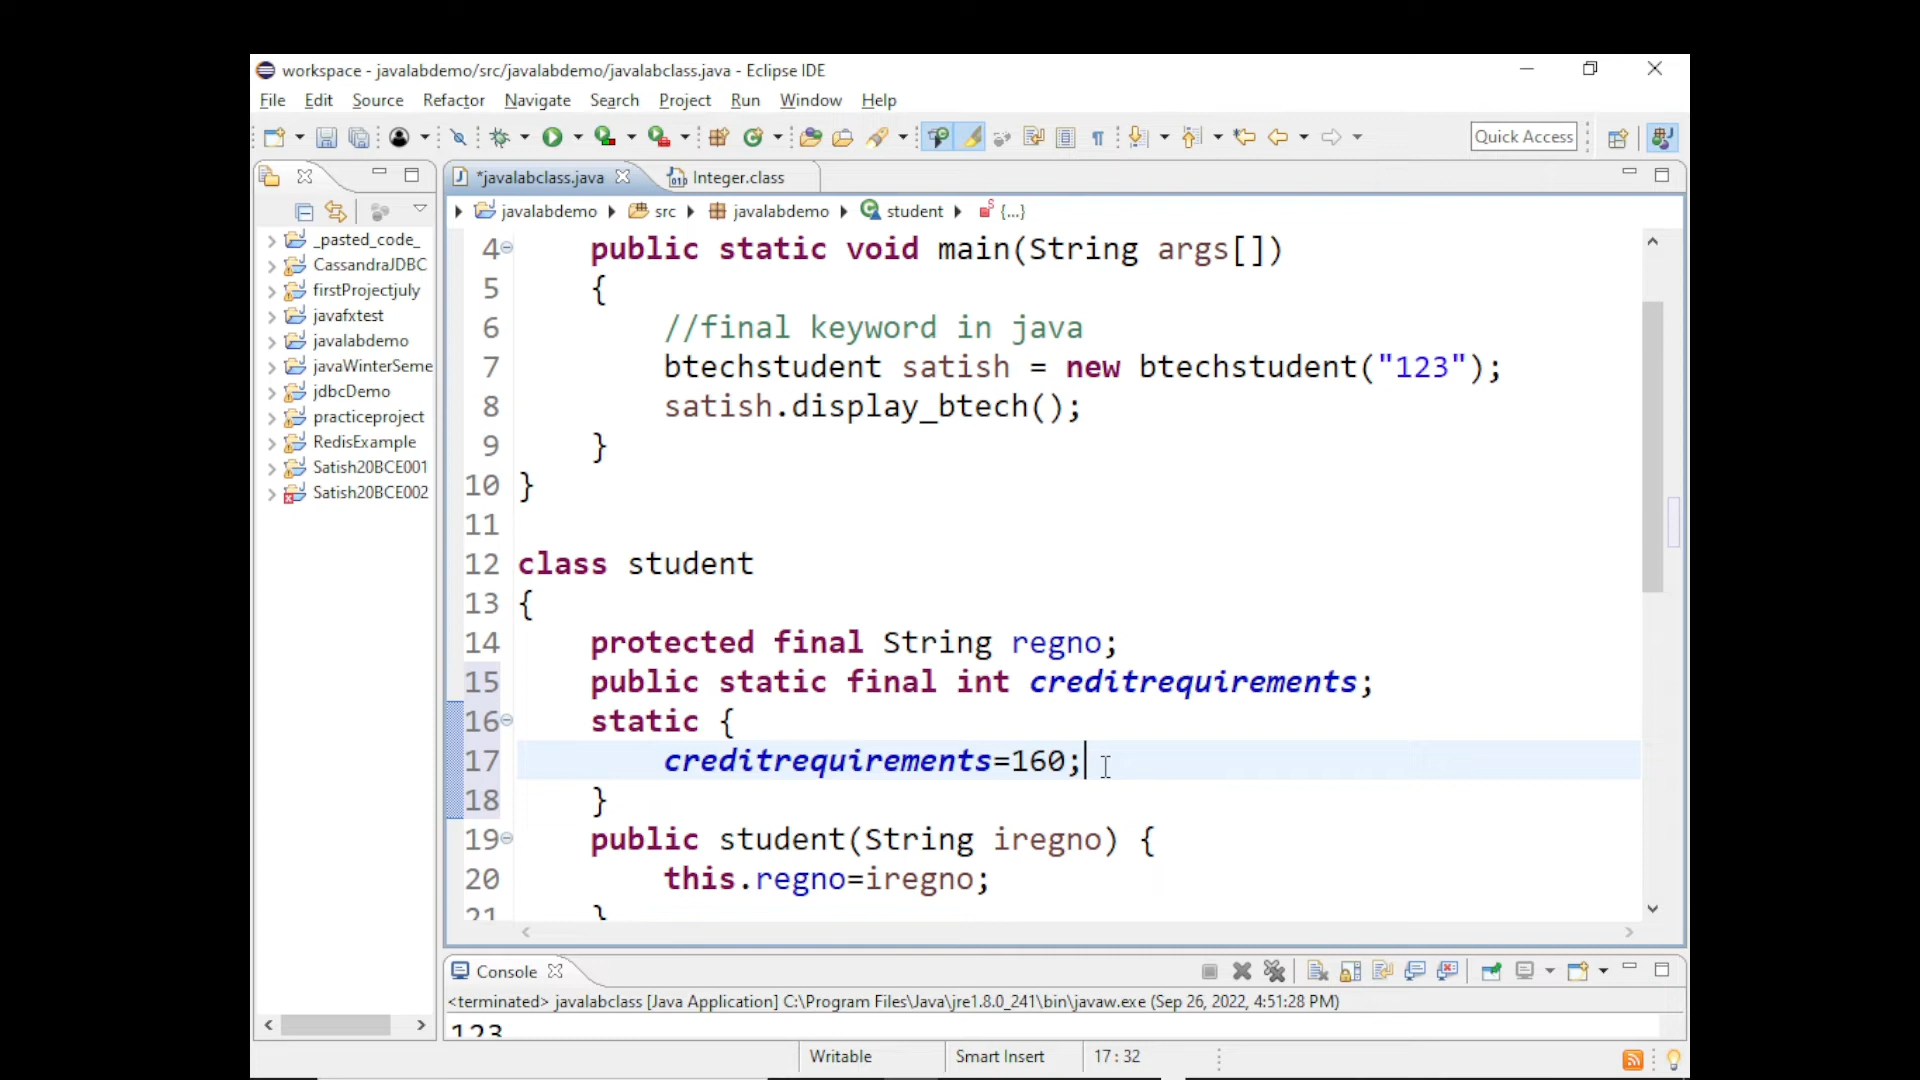 workspace - javalabdemo/src/javalabdemo/javalabclass.java - Eclipse IDE
File Edit Source Refactor Navigate Search Project Run Window Help
Quick Access
*javalabclass.java Integer.class
javalabdemo src javalabdemo student {...}
_pasted_code_
CassandraJDBC
firstProjectjuly
javafxtest
javalabdemo
javaWinterSeme
jdbcDemo
practiceproject
RedisExample
Satish20BCE001
Satish20BCE002
4 public static void main(String args[])
5 {
6 //final keyword in java
7 btechstudent satish = new btechstudent("123");
8 satish.display_btech();
9 }
10 }
11
12 class student
13 {
14 protected final String regno;
15 public static final int creditrequirements;
16 static {
17 creditrequirements=160;
18 }
19 public student(String iregno) {
20 this.regno=iregno;
21 }
Console
<terminated> javalabclass [Java Application] C:\Program Files\Java\jre1.8.0_241\bin\javaw.exe (Sep 26, 2022, 4:51:28 PM)
123
Writable Smart Insert 17 : 32